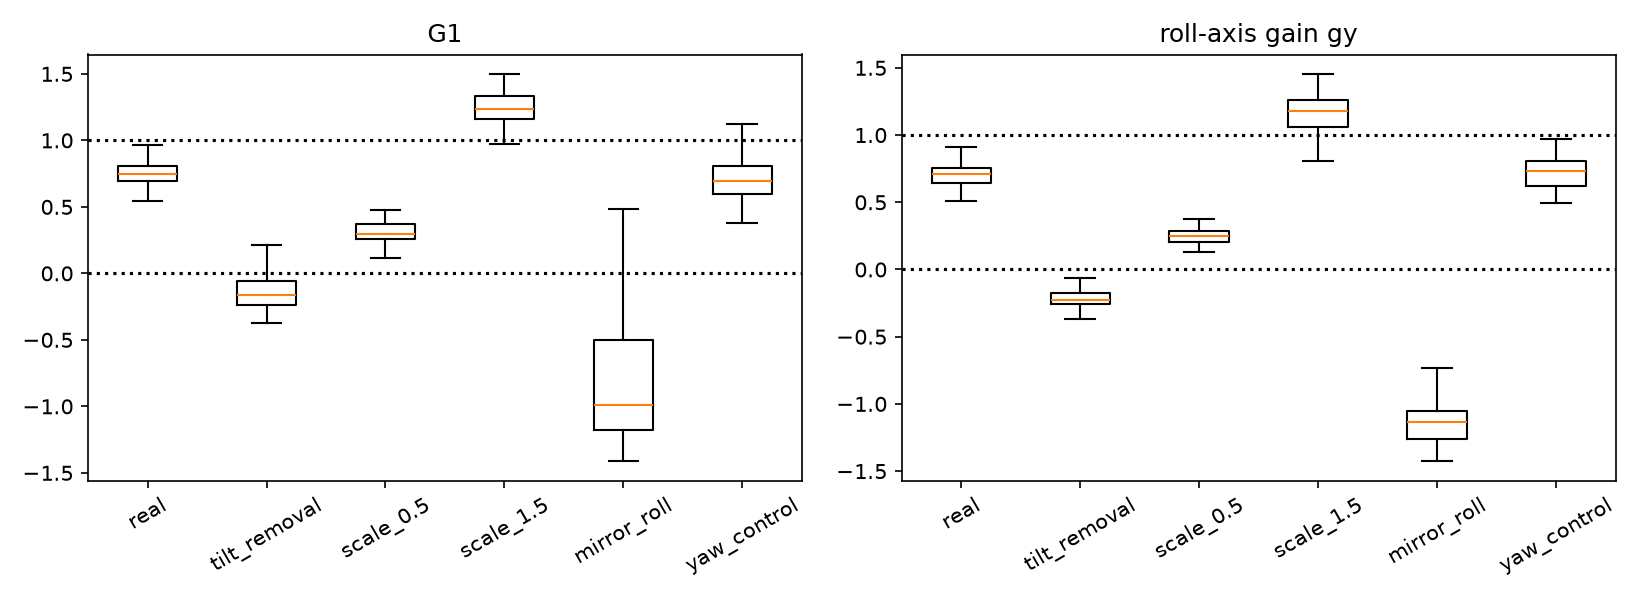 G1
1.5
1.0
0.5
0.0
−0.5
−1.0
−1.5
real
tilt_removal
scale_0.5
scale_1.5
mirror_roll
yaw_control
roll-axis gain gy
1.5
1.0
0.5
0.0
−0.5
−1.0
−1.5
real
tilt_removal
scale_0.5
scale_1.5
mirror_roll
yaw_control